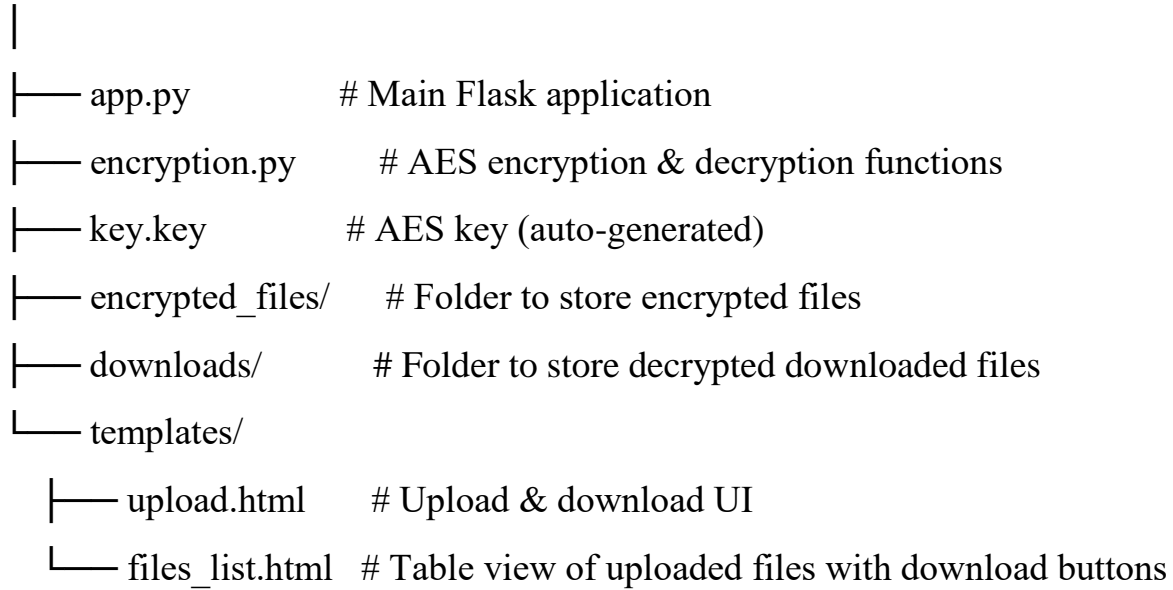 │
├── app.py # Main Flask application
├── encryption.py # AES encryption & decryption functions
├── key.key # AES key (auto-generated)
├── encrypted_files/ # Folder to store encrypted files
├── downloads/ # Folder to store decrypted downloaded files
└── templates/
├── upload.html # Upload & download UI
└── files_list.html # Table view of uploaded files with download buttons